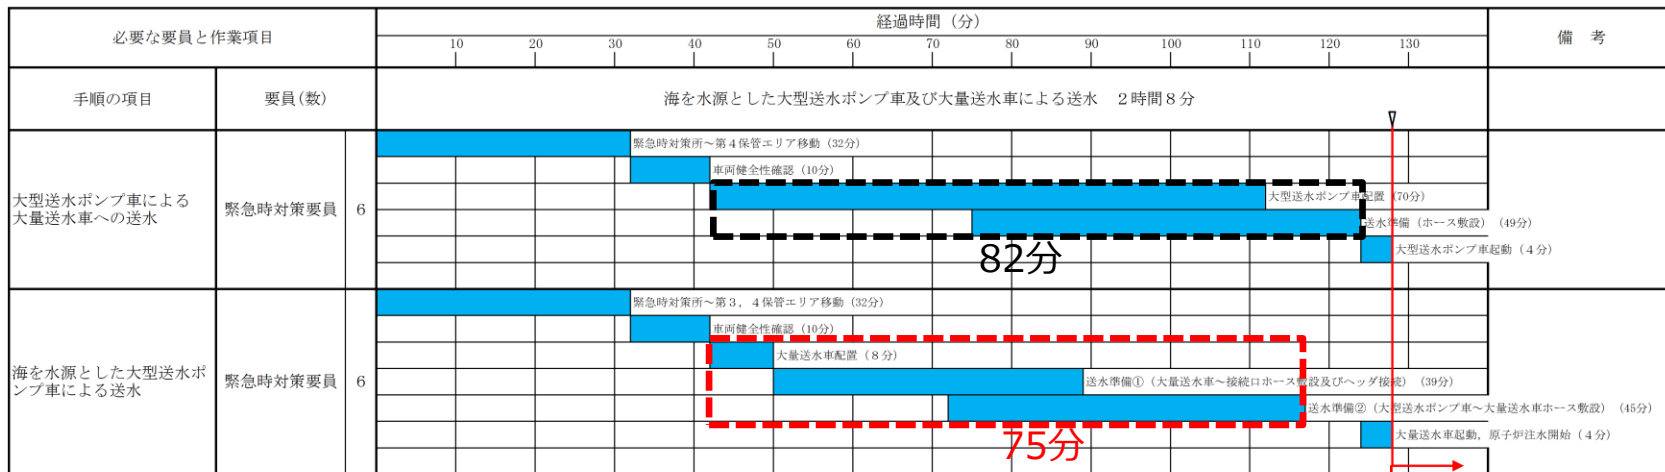 必要な要員と作業項目
経過時間（分）
備 考
10 20 30 40 50 60 70 80 90 100 110 120 130
手順の項目
要員(数)
海を水源とした大型送水ポンプ車及び大量送水車による送水 2時間8分
大型送水ポンプ車による
大量送水車への送水
緊急時対策要員
6
緊急時対策所～第4保管エリア移動（32分）
車両健全性確認（10分）
大型送水ポンプ車配置（70分）
送水準備（ホース敷設）（49分）
大型送水ポンプ車起動（4分）
82分
海を水源とした大型送水ポ
ンプ車による送水
緊急時対策要員
6
緊急時対策所～第3，4保管エリア移動（32分）
車両健全性確認（10分）
大量送水車配置（8分）
送水準備①（大量送水車～接続口ホース敷設及びヘッダ接続）（39分）
送水準備②（大型送水ポンプ車～大量送水車ホース敷設）（45分）
大量送水車起動，原子炉注水開始（4分）
75分